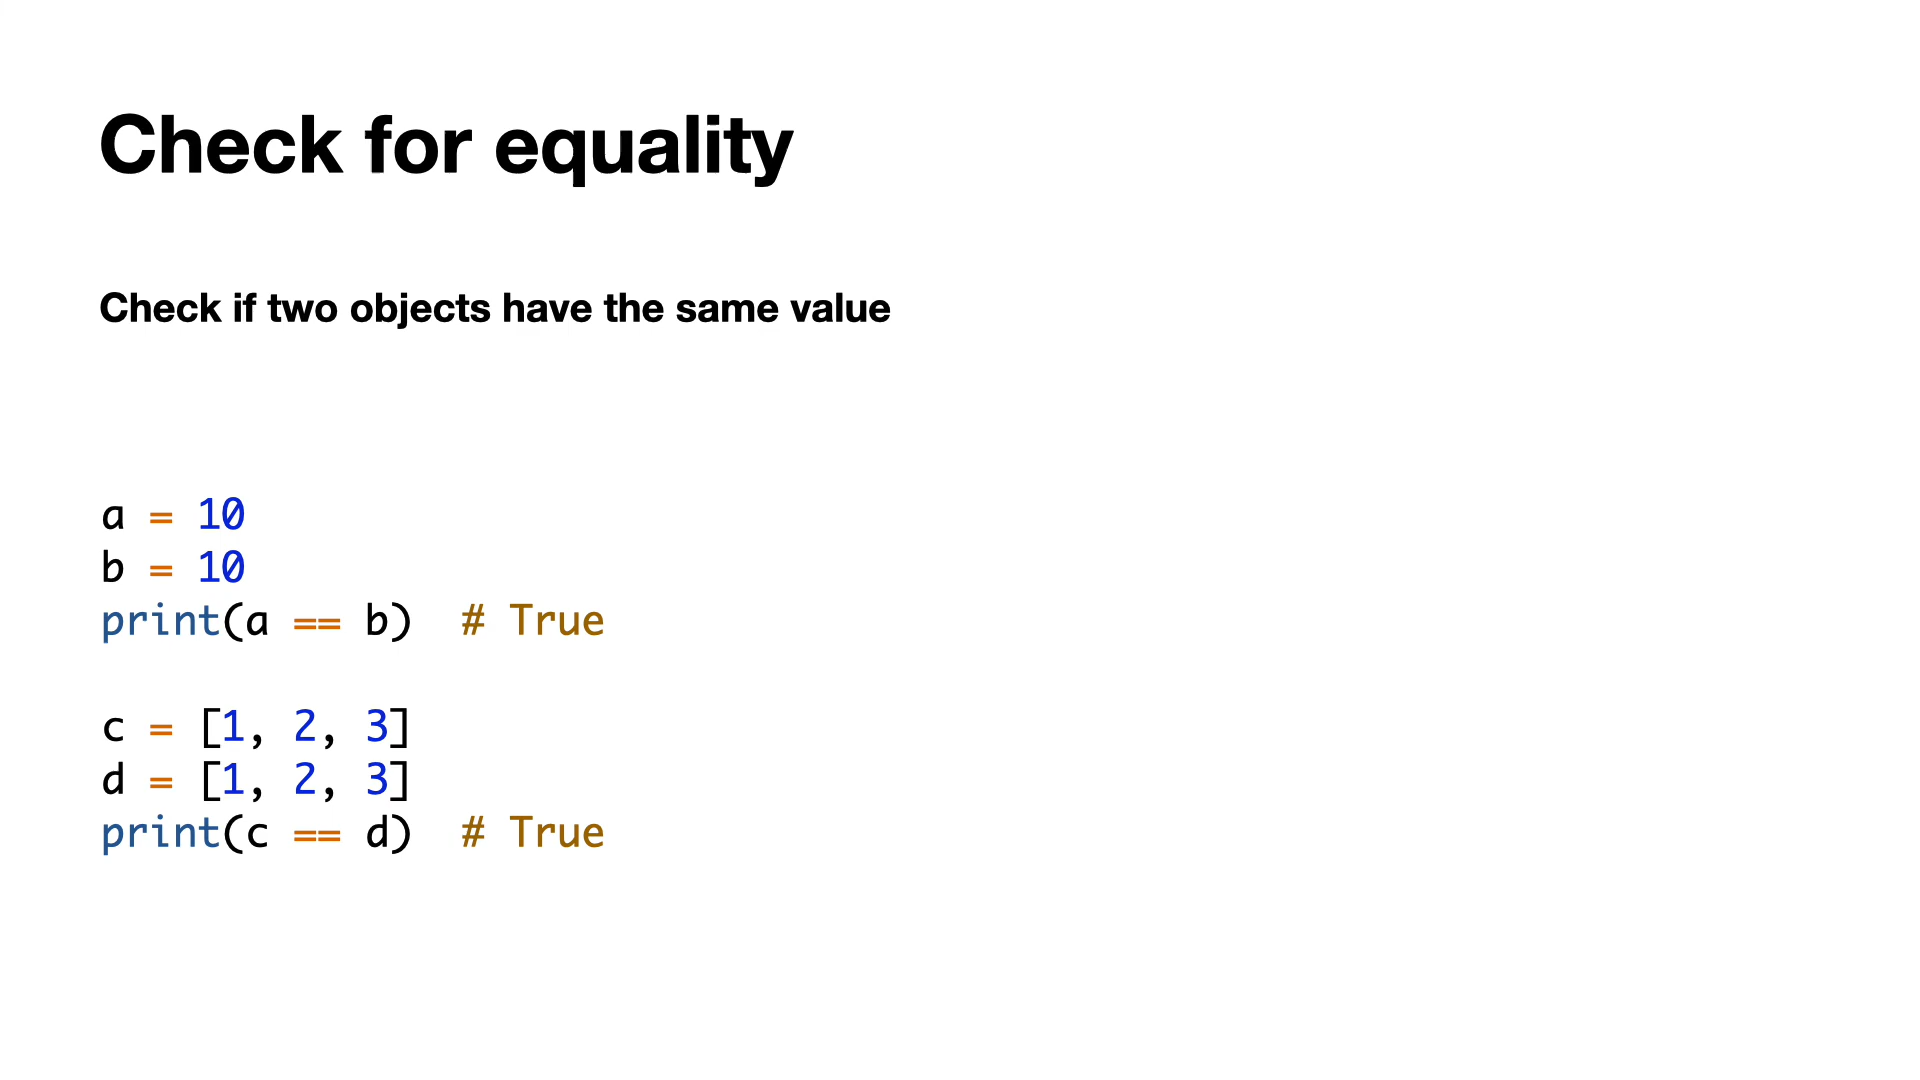 Check for equality
Check if two objects have the same value
a = 10
b = 10
print(a == b)  # True
c = [1, 2, 3]
d = [1, 2, 3]
print(c == d)  # True